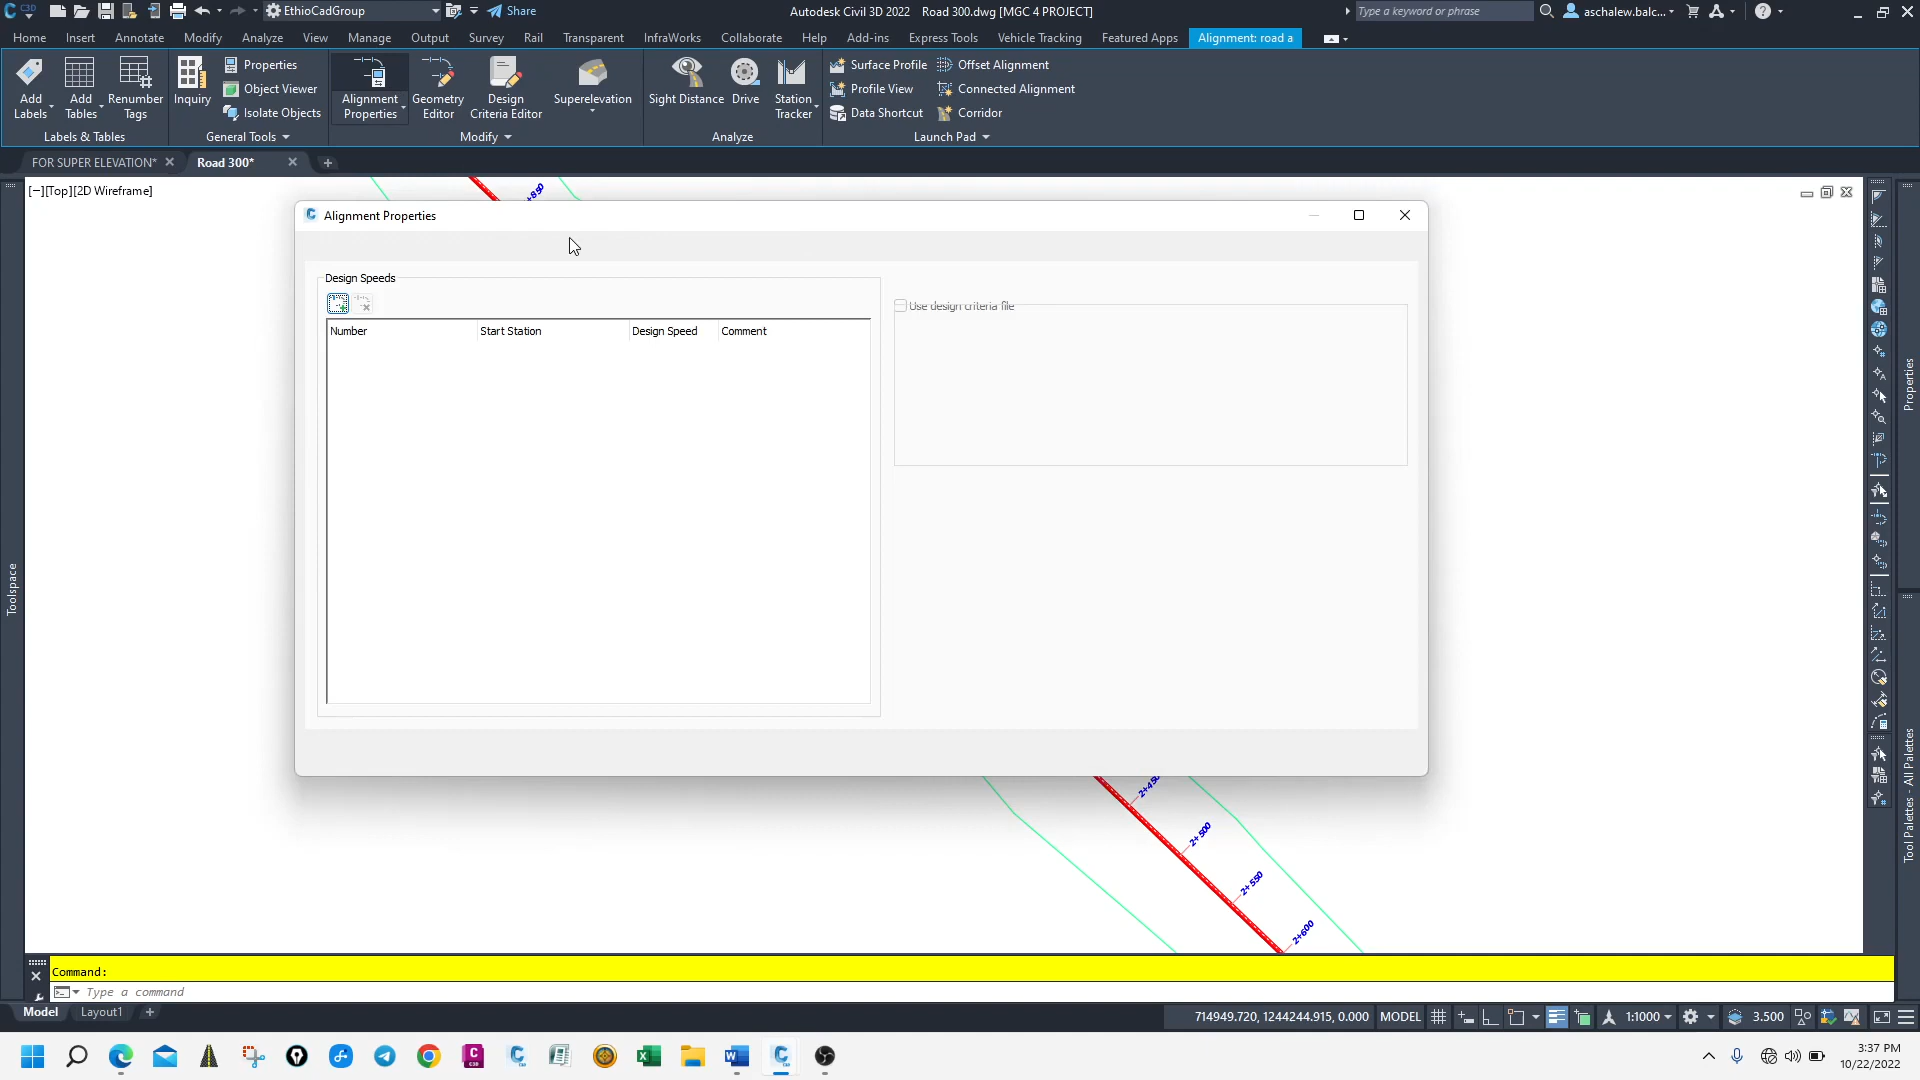 C3D
EthioCadGroup
Share
Autodesk Civil 3D 2022 Road 300.dwg [MGC 4 PROJECT]
Type a keyword or phrase
aschalew.balc...
Home Insert Annotate Modify Analyze View Manage Output Survey Rail Transparent InfraWorks Collaborate Help Add-ins Express Tools Vehicle Tracking Featured Apps Alignment: road a
Add Labels
Add Tables
Renumber Tags
Inquiry
Properties
Object Viewer
Isolate Objects
Alignment Properties
Geometry Editor
Design Criteria Editor
Superelevation
Sight Distance
Drive
Station Tracker
Surface Profile
Profile View
Data Shortcut
Offset Alignment
Connected Alignment
Corridor
Labels & Tables
General Tools
Modify
Analyze
Launch Pad
FOR SUPER ELEVATION*
Road 300*
[−][Top][2D Wireframe]
+850
Alignment Properties
Design Speeds
Number Start Station Design Speed Comment
Use design criteria file
2+450
2+500
2+550
2+600
Toolspace
Properties
Tool Palettes - All Palettes
Command:
Type a command
Model Layout1
714949.720, 1244244.915, 0.000 MODEL
1:1000
3.500
3:37 PM
10/22/2022